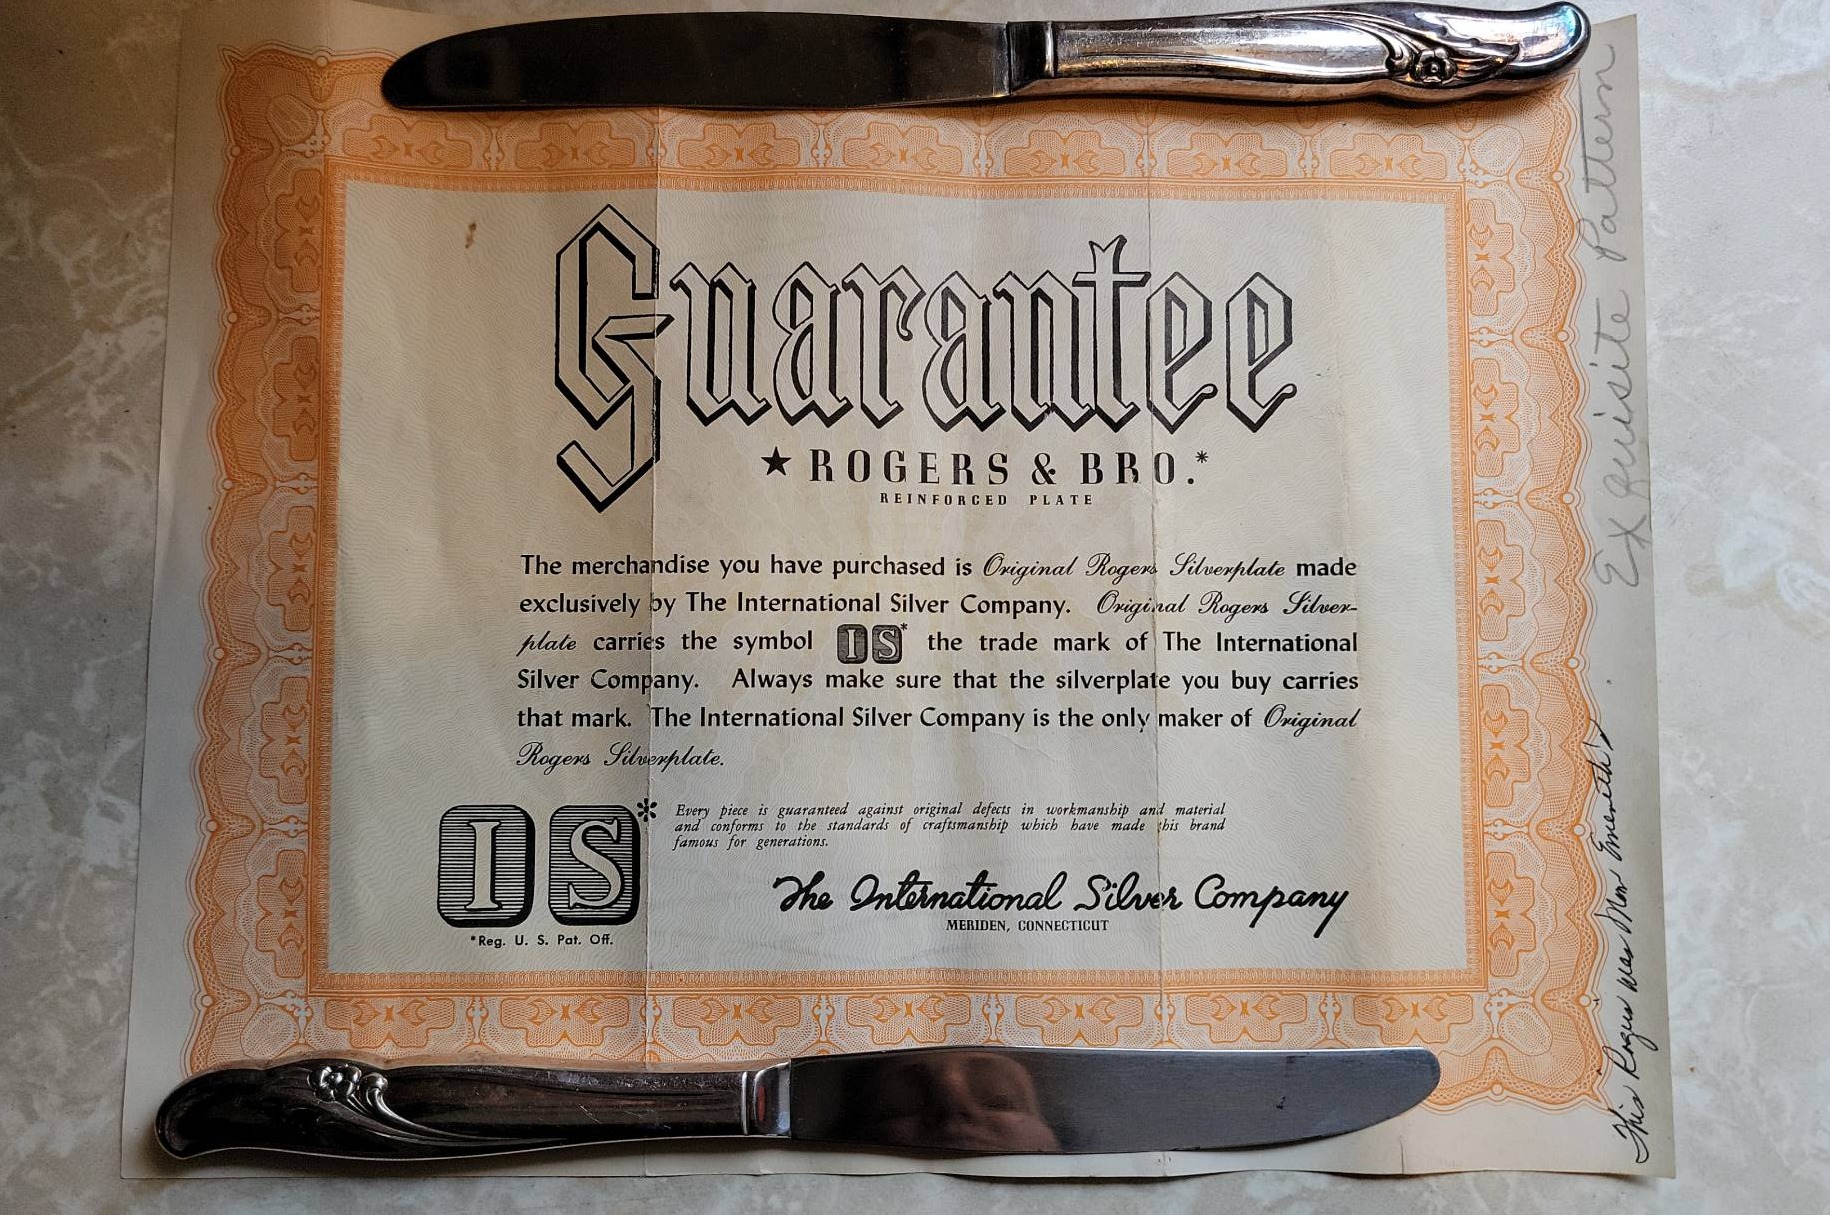 Guarantee
★ ROGERS & BRO.*
REINFORCED PLATE
The merchandise you have purchased is Original Rogers Silverplate made
exclusively by The International Silver Company. Original Rogers Silver-
plate carries the symbol IS* the trade mark of The International
Silver Company. Always make sure that the silverplate you buy carries
that mark. The International Silver Company is the only maker of Original
Rogers Silverplate.
IS*
*Reg. U. S. Pat. Off.
Every piece is guaranteed against original defects in workmanship and material
and conforms to the standards of craftsmanship which have made this brand
famous for generations.
The International Silver Company
MERIDEN, CONNECTICUT
Exquisite Pattern
This Rogers was Mom Emerith's